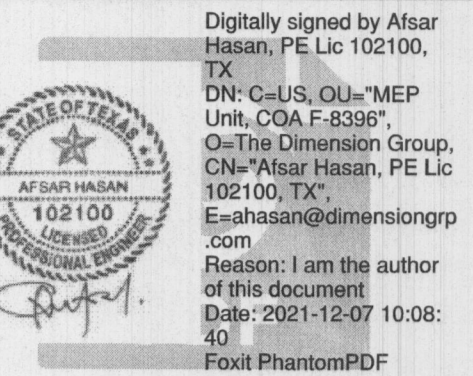 STATE OF TEXAS
AFSAR HASAN
102100
LICENSED
PROFESSIONAL ENGINEER
Digitally signed by Afsar
Hasan, PE Lic 102100,
TX
DN: C=US, OU="MEP
Unit, COA F-8396",
O=The Dimension Group,
CN="Afsar Hasan, PE Lic
102100, TX",
E=ahasan@dimensiongrp
.com
Reason: I am the author
of this document
Date: 2021-12-07 10:08:
40
Foxit PhantomPDF